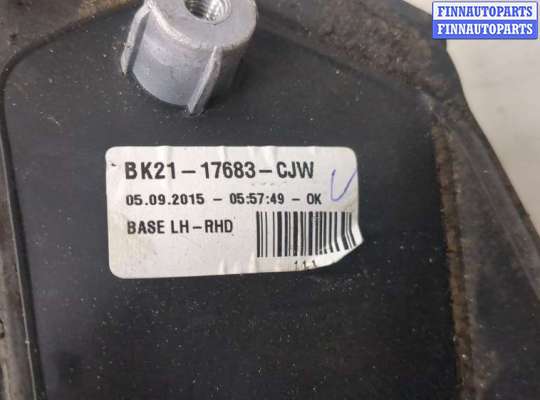 FINNAUTOPARTS
FINNAUTOPARTS
BK21-17683-CJW
05.09.2015 - 05:57:49 - OK
BASE LH-RHD